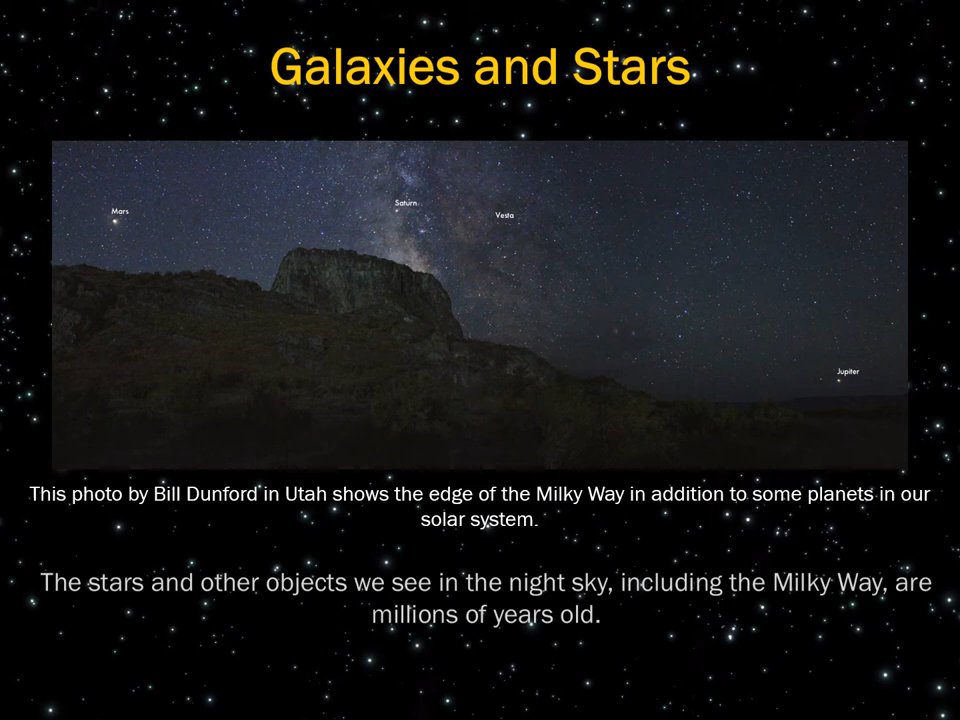 Galaxies and Stars
Mars
Saturn
Vesta
Jupiter
This photo by Bill Dunford in Utah shows the edge of the Milky Way in addition to some planets in our
solar system.
The stars and other objects we see in the night sky, including the Milky Way, are
millions of years old.